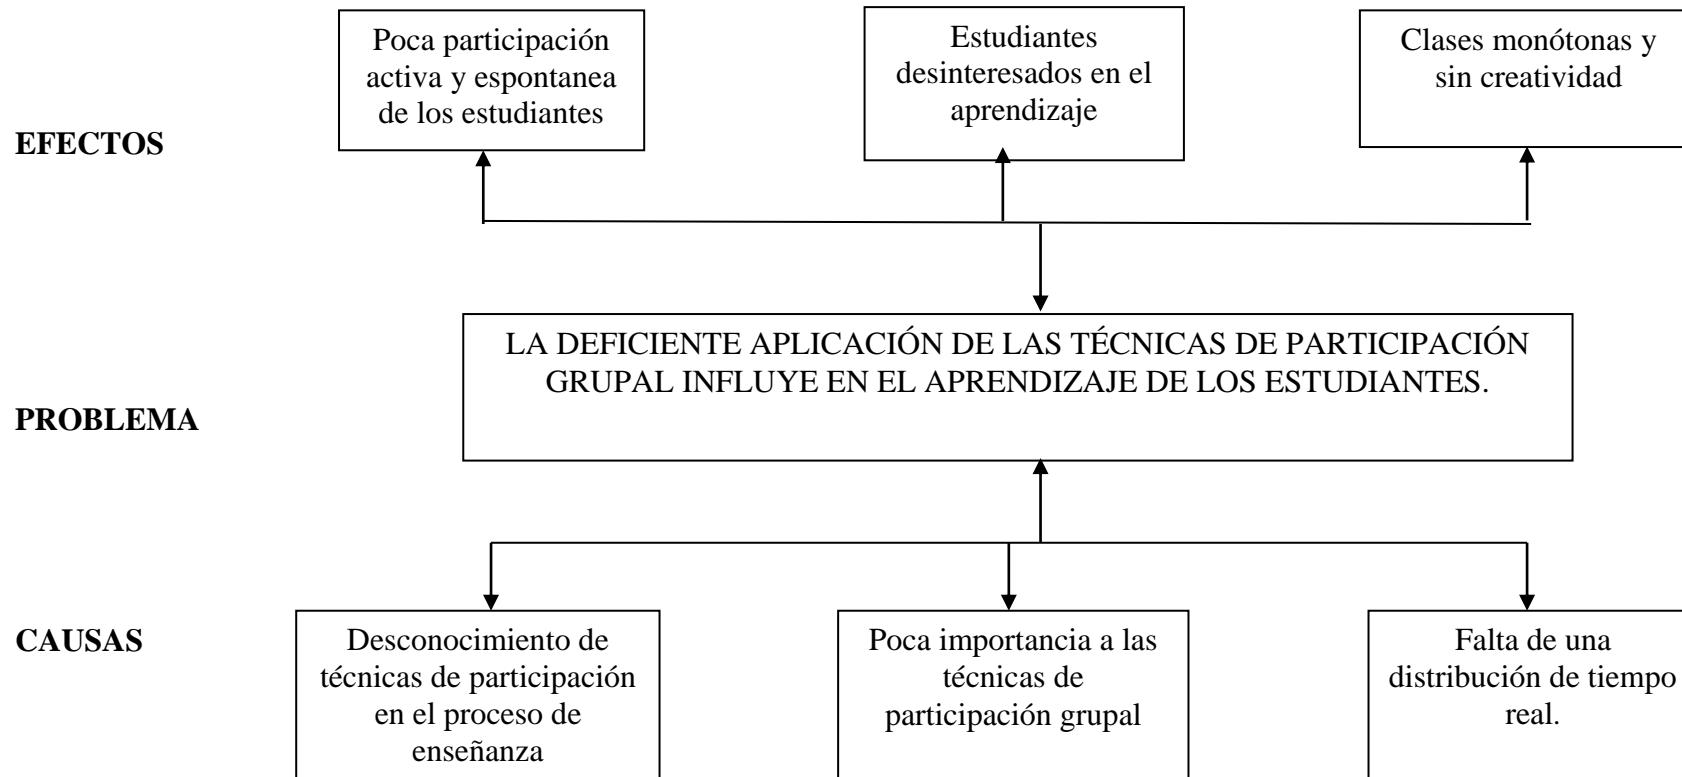 Poca participación
activa y espontanea
de los estudiantes
Estudiantes
desinteresados en el
aprendizaje
Clases monótonas y
sin creatividad
EFECTOS
LA DEFICIENTE APLICACIÓN DE LAS TÉCNICAS DE PARTICIPACIÓN
GRUPAL INFLUYE EN EL APRENDIZAJE DE LOS ESTUDIANTES.
PROBLEMA
CAUSAS
Desconocimiento de
técnicas de participación
en el proceso de
enseñanza
Poca importancia a las
técnicas de
participación grupal
Falta de una
distribución de tiempo
real.